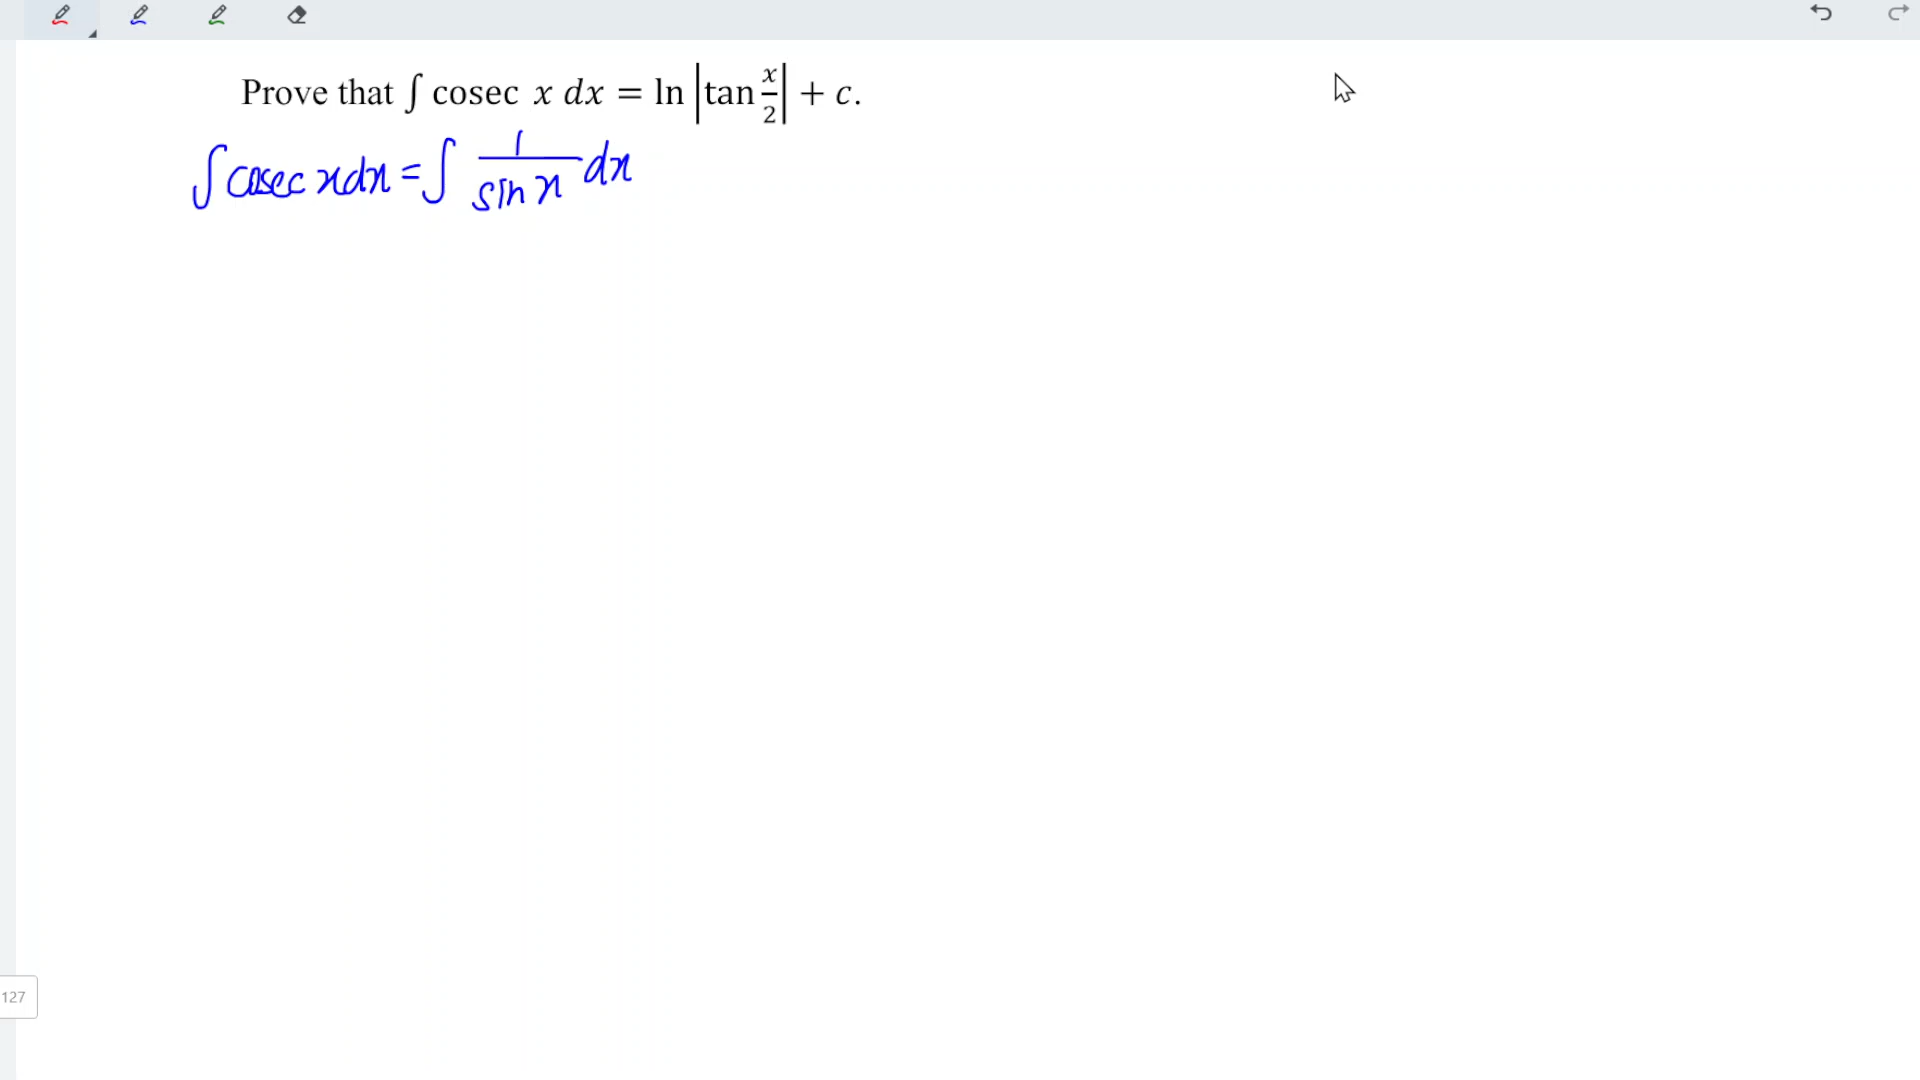 Prove that ∫ cosec x dx = ln |tan x/2| + c.
∫ cosec x dx = ∫ 1/sin x dx
127